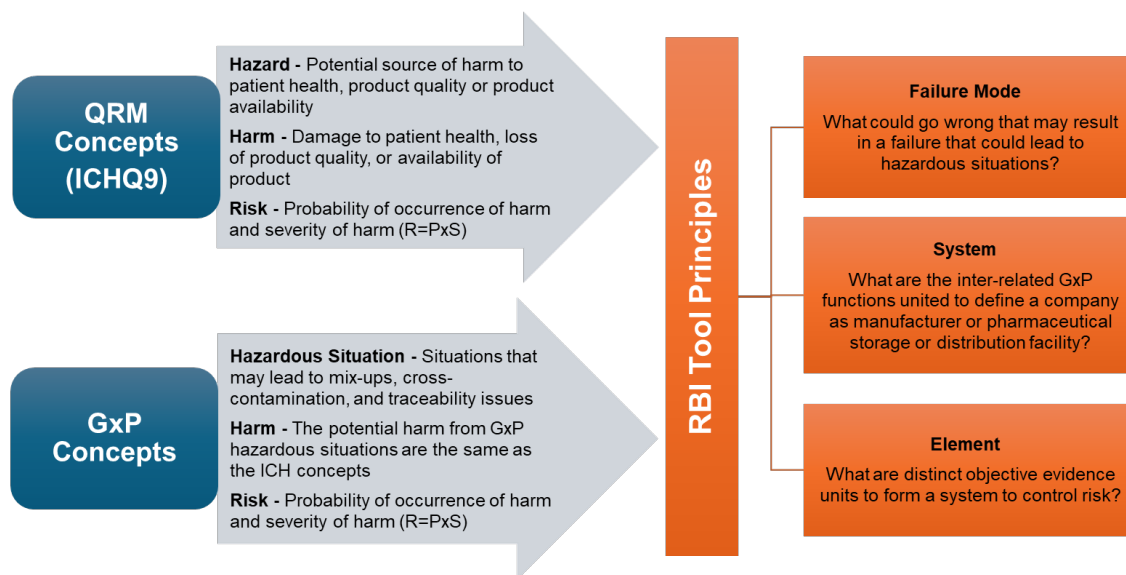 QRM
Concepts
(ICHQ9)
Hazard - Potential source of harm to
patient health, product quality or product
availability
Harm - Damage to patient health, loss
of product quality, or availability of
product
Risk - Probability of occurrence of harm
and severity of harm (R=PxS)
GxP
Concepts
Hazardous Situation - Situations that
may lead to mix-ups, cross-
contamination, and traceability issues
Harm - The potential harm from GxP
hazardous situations are the same as
the ICH concepts
Risk - Probability of occurrence of harm
and severity of harm (R=PxS)
RBI Tool Principles
Failure Mode
What could go wrong that may result
in a failure that could lead to
hazardous situations?
System
What are the inter-related GxP
functions united to define a company
as manufacturer or pharmaceutical
storage or distribution facility?
Element
What are distinct objective evidence
units to form a system to control risk?